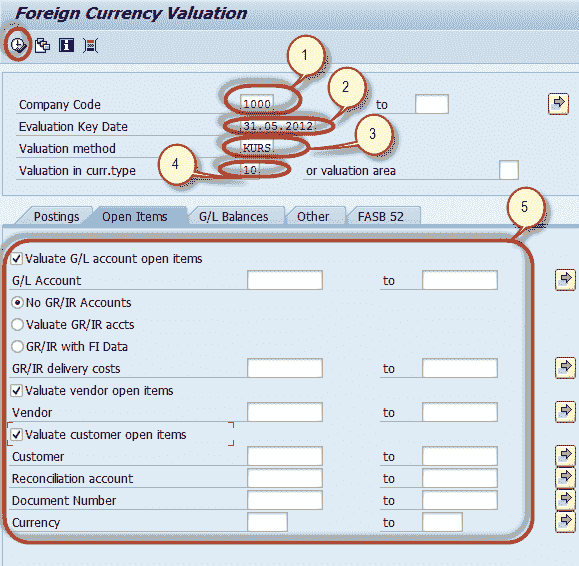 Foreign Currency Valuation
1
2
3
4
Company Code 1000 to
Evaluation Key Date 31.05.2012
Valuation method KURS
Valuation in curr.type 10 or valuation area
5
Postings Open Items G/L Balances Other FASB 52
Valuate G/L account open items
G/L Account to
No GR/IR Accounts
Valuate GR/IR accts
GR/IR with FI Data
GR/IR delivery costs to
Valuate vendor open items
Vendor to
Valuate customer open items
Customer to
Reconciliation account to
Document Number to
Currency to